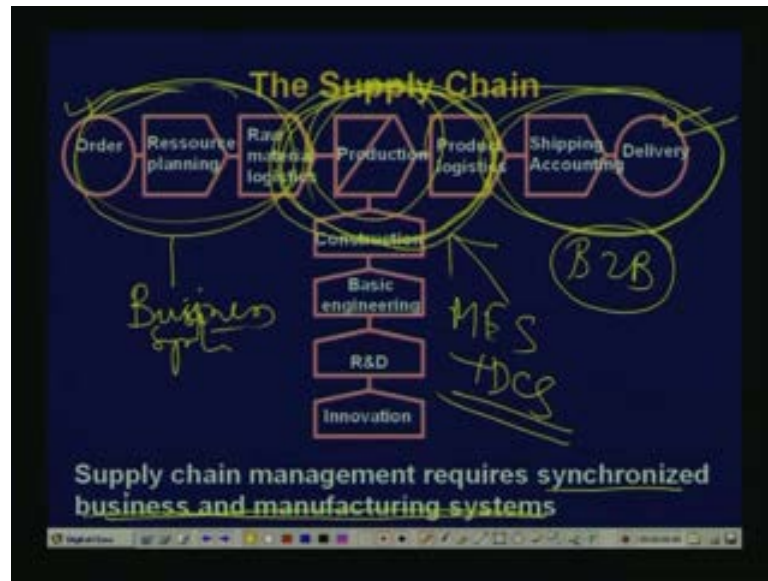 The Supply Chain
Order
Ressource
planning
Raw
material
logistics
Production
Product
logistics
Shipping
Accounting
Delivery
Construction
B2B
Business
Basic
engineering
MES
+DCS
R&D
Innovation
Supply chain management requires synchronized
business and manufacturing systems